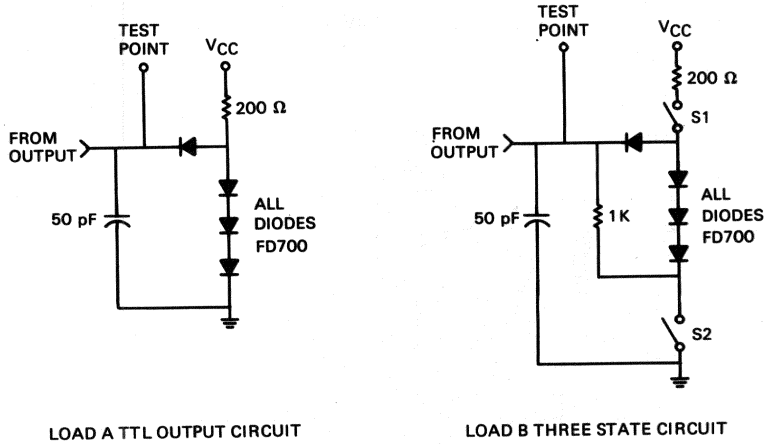 TEST
POINT
VCC
200 Ω
FROM
OUTPUT
50 pF
ALL
DIODES
FD700
LOAD A TTL OUTPUT CIRCUIT
TEST
POINT
VCC
200 Ω
S1
FROM
OUTPUT
50 pF
1K
ALL
DIODES
FD700
S2
LOAD B THREE STATE CIRCUIT